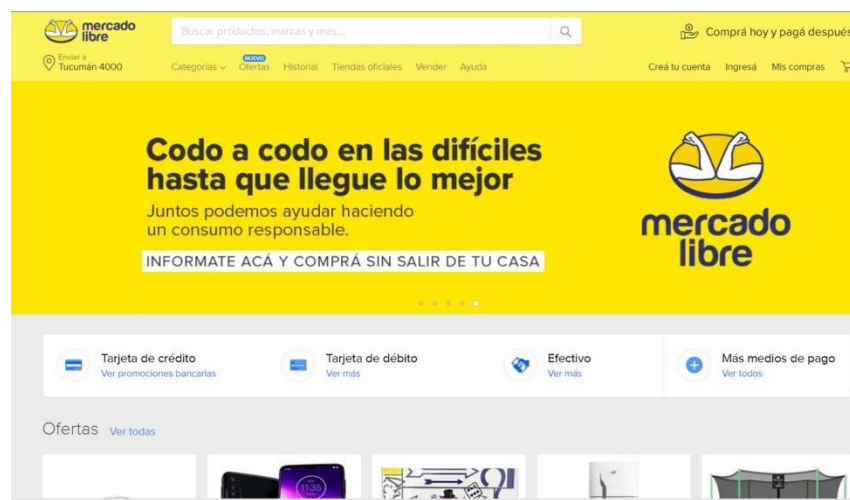 mercado
libre
Buscar productos, marcas y más...
Comprá hoy y pagá después
Enviar a
Tucumán 4000
Categorías
NUEVO
Ofertas
Historial
Tiendas oficiales
Vender
Ayuda
Creá tu cuenta
Ingresá
Mis compras
Codo a codo en las difíciles
hasta que llegue lo mejor
Juntos podemos ayudar haciendo
un consumo responsable.
INFORMATE ACÁ Y COMPRÁ SIN SALIR DE TU CASA
mercado
libre
Tarjeta de crédito
Ver promociones bancarias
Tarjeta de débito
Ver más
Efectivo
Ver más
Más medios de pago
Ver todos
Ofertas Ver todas
11:35